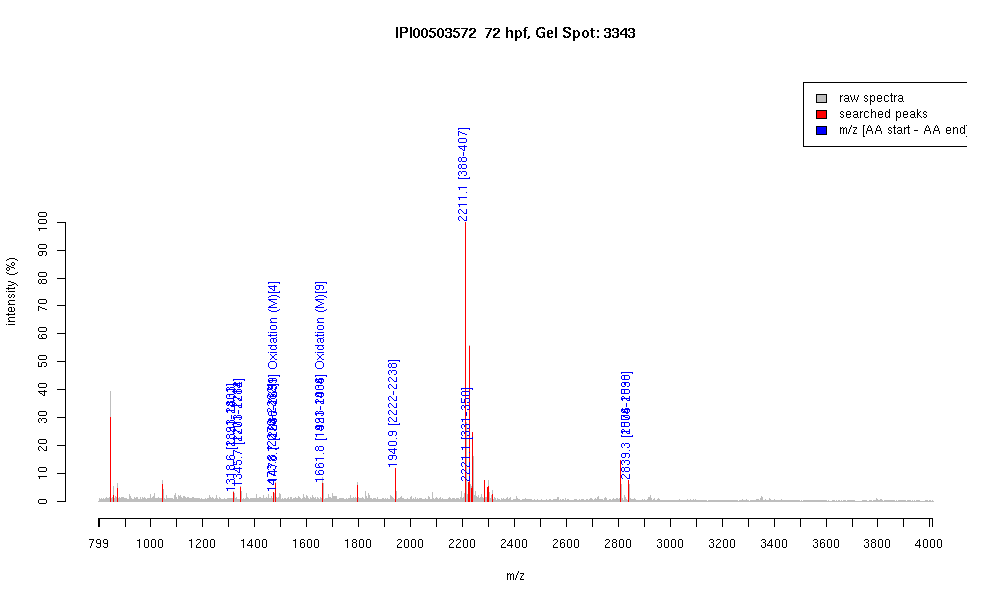 IPI00503572 72 hpf, Gel Spot: 3343
raw spectra
searched peaks
m/z [AA start - AA end]
intensity (%)
100
90
80
70
60
50
40
30
20
10
0
2211.1 [388-407]
Oxidation (M)[4]
Oxidation (M)[9]
1940.9 [2222-2238]
2221.1 [331-350]
1318.6
1345.7
1661.8
2839.3
799 1000 1200 1400 1600 1800 2000 2200 2400 2600 2800 3000 3200 3400 3600 3800 4000
m/z